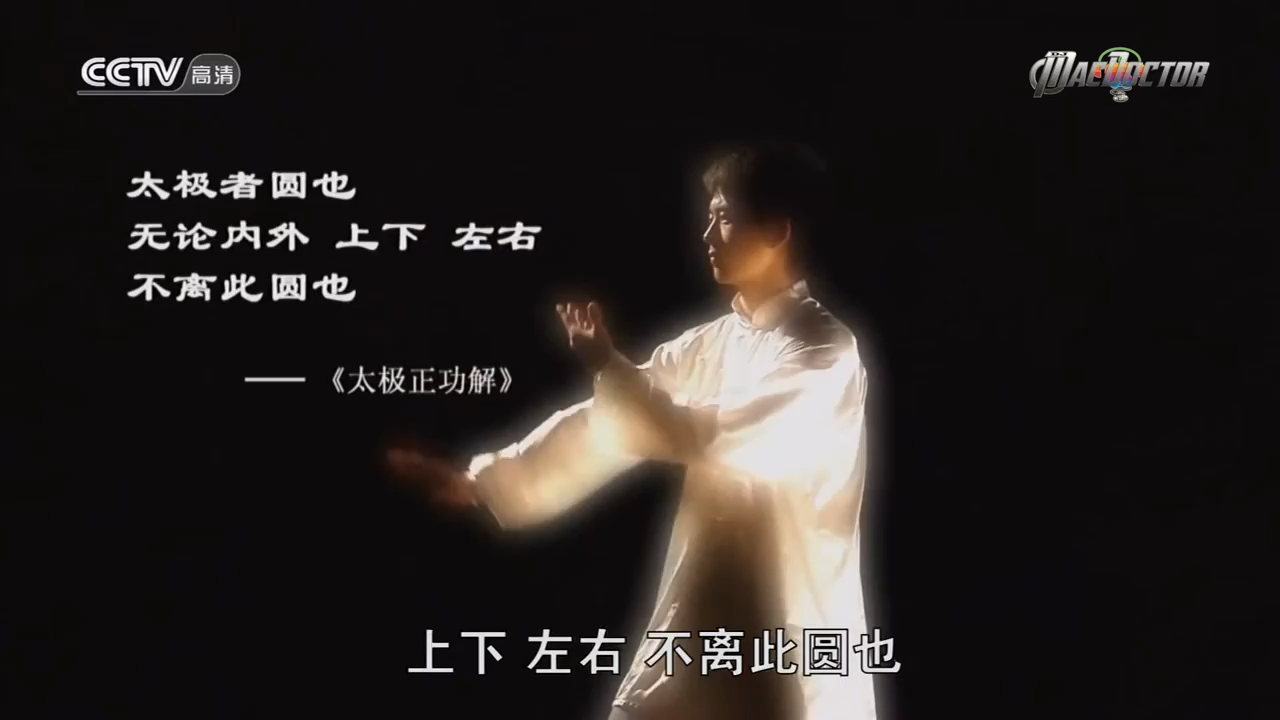 CCTV高清
MACDOCTOR
太极者圆也
无论内外 上下 左右
不离此圆也
——《太极正功解》
上下 左右 不离此圆也